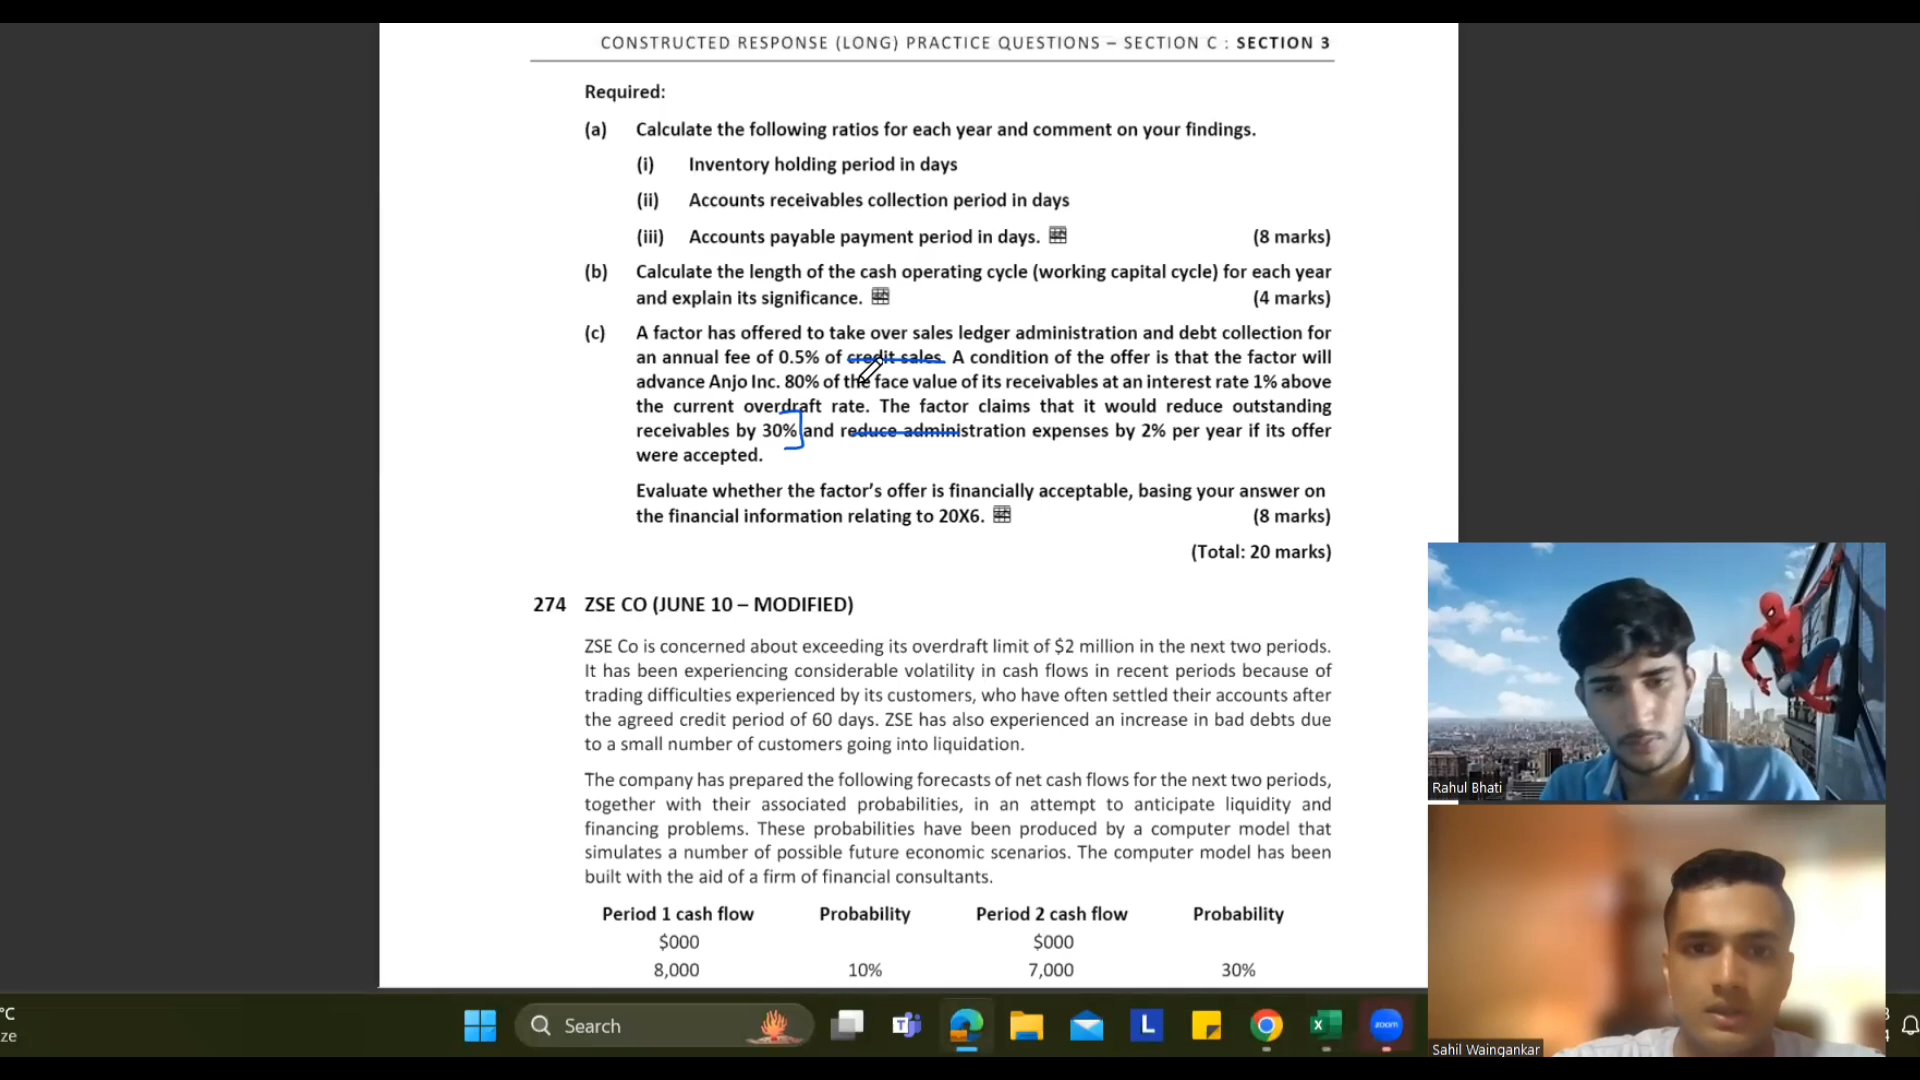 CONSTRUCTED RESPONSE (LONG) PRACTICE QUESTIONS – SECTION C : SECTION 3
Required:
(a) Calculate the following ratios for each year and comment on your findings.
(i) Inventory holding period in days
(ii) Accounts receivables collection period in days
(iii) Accounts payable payment period in days. (8 marks)
(b) Calculate the length of the cash operating cycle (working capital cycle) for each year
and explain its significance. (4 marks)
(c) A factor has offered to take over sales ledger administration and debt collection for
an annual fee of 0.5% of credit sales. A condition of the offer is that the factor will
advance Anjo Inc. 80% of the face value of its receivables at an interest rate 1% above
the current overdraft rate. The factor claims that it would reduce outstanding
receivables by 30% and reduce administration expenses by 2% per year if its offer
were accepted.
Evaluate whether the factor’s offer is financially acceptable, basing your answer on
the financial information relating to 20X6. (8 marks)
(Total: 20 marks)
274 ZSE CO (JUNE 10 – MODIFIED)
ZSE Co is concerned about exceeding its overdraft limit of $2 million in the next two periods.
It has been experiencing considerable volatility in cash flows in recent periods because of
trading difficulties experienced by its customers, who have often settled their accounts after
the agreed credit period of 60 days. ZSE has also experienced an increase in bad debts due
to a small number of customers going into liquidation.
The company has prepared the following forecasts of net cash flows for the next two periods,
together with their associated probabilities, in an attempt to anticipate liquidity and
financing problems. These probabilities have been produced by a computer model that
simulates a number of possible future economic scenarios. The computer model has been
built with the aid of a firm of financial consultants.
Period 1 cash flow Probability Period 2 cash flow Probability
$000 $000
8,000 10% 7,000 30%
Rahul Bhati
Sahil Waingankar
°C
ze
Search
T
L
X
zoom